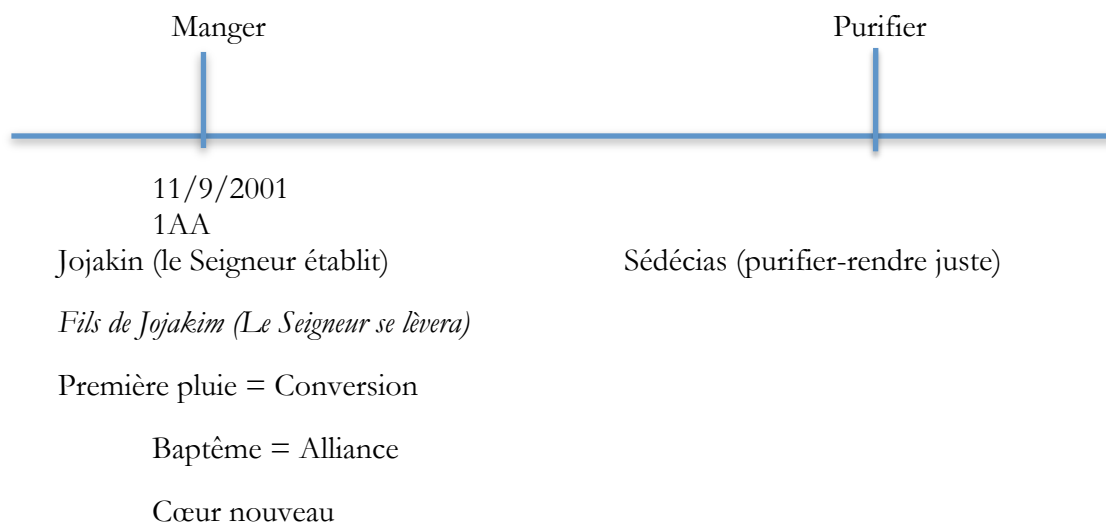 Manger Purifier
11/9/2001
1AA
Jojakin (le Seigneur établit) Sédécias (purifier-rendre juste)
Fils de Jojakim (Le Seigneur se lèvera)
Première pluie = Conversion
Baptême = Alliance
Cœur nouveau